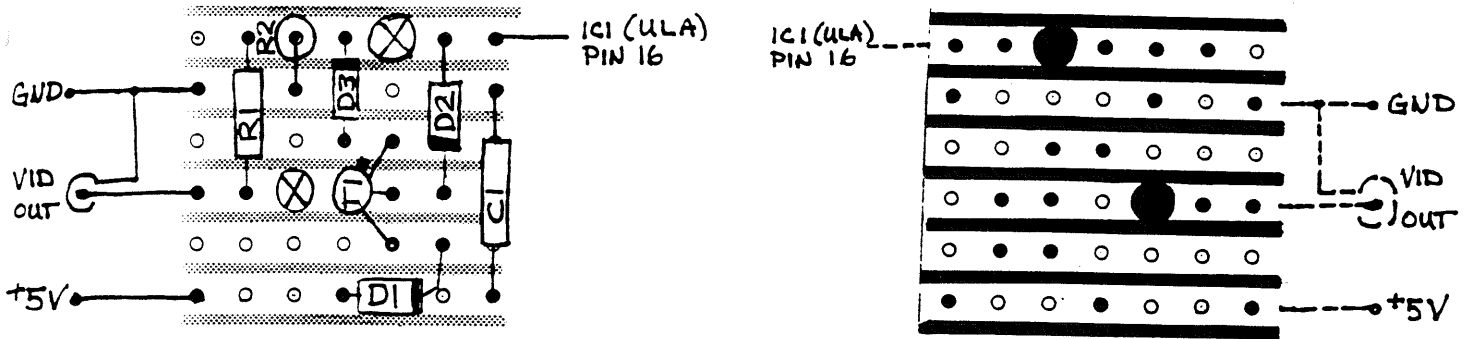 IC1 (ULA)
PIN 16
R2
GND
R1
D3
D2
VID
OUT
T1
C1
+5V
D1
IC1 (ULA)
PIN 16
GND
VID
OUT
+5V